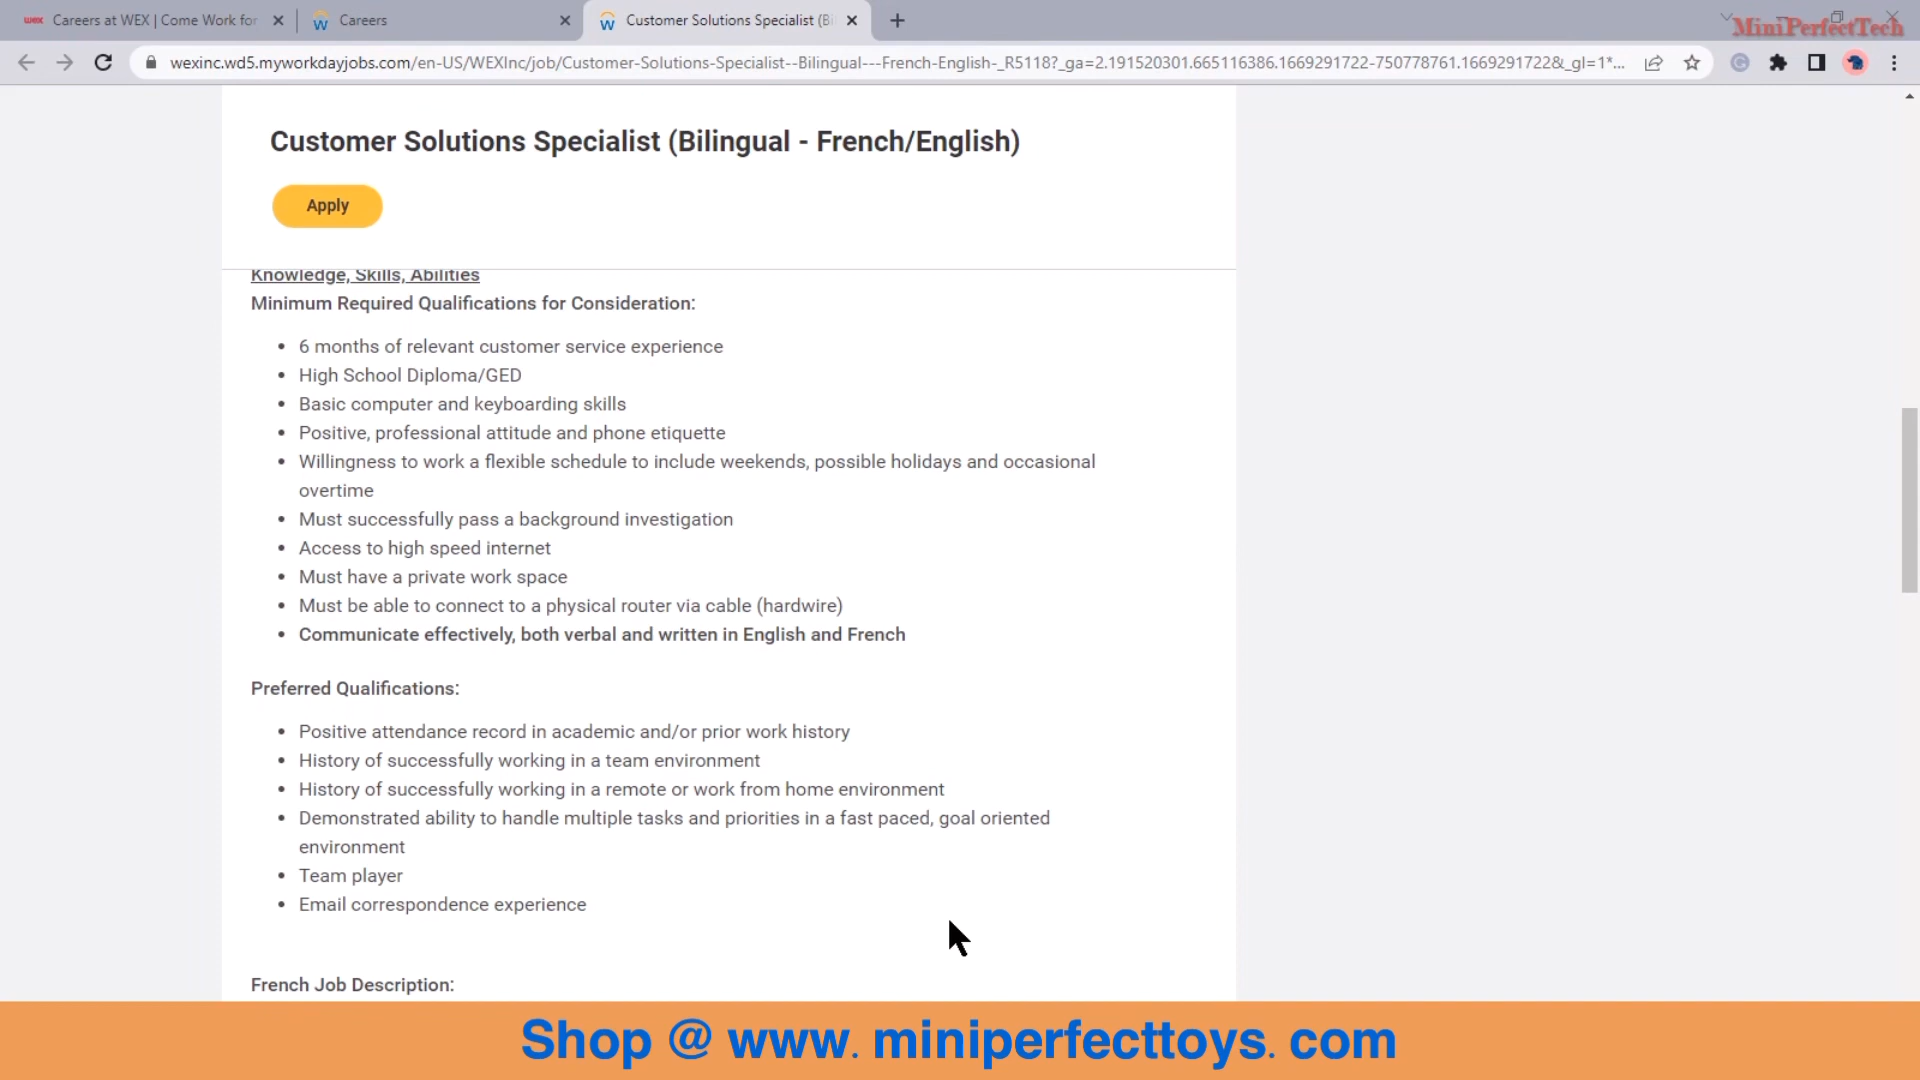 wex Careers at WEX | Come Work for
Careers
Customer Solutions Specialist (Bi
MiniPerfectTech
wexinc.wd5.myworkdayjobs.com/en-US/WEXInc/job/Customer-Solutions-Specialist--Bilingual---French-English-_R5118?_ga=2.191520301.665116386.1669291722-750778761.1669291722&_gl=1*...
Customer Solutions Specialist (Bilingual - French/English)
Apply
Knowledge, Skills, Abilities
Minimum Required Qualifications for Consideration:
• 6 months of relevant customer service experience
• High School Diploma/GED
• Basic computer and keyboarding skills
• Positive, professional attitude and phone etiquette
• Willingness to work a flexible schedule to include weekends, possible holidays and occasional
overtime
• Must successfully pass a background investigation
• Access to high speed internet
• Must have a private work space
• Must be able to connect to a physical router via cable (hardwire)
• Communicate effectively, both verbal and written in English and French
Preferred Qualifications:
• Positive attendance record in academic and/or prior work history
• History of successfully working in a team environment
• History of successfully working in a remote or work from home environment
• Demonstrated ability to handle multiple tasks and priorities in a fast paced, goal oriented
environment
• Team player
• Email correspondence experience
French Job Description:
Shop @ www. miniperfecttoys. com